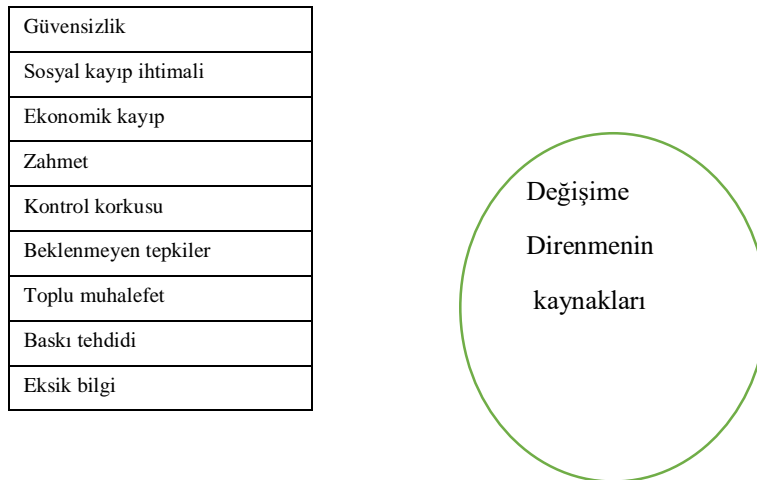 Güvensizlik
Sosyal kayıp ihtimali
Ekonomik kayıp
Zahmet
Kontrol korkusu
Beklenmeyen tepkiler
Toplu muhalefet
Baskı tehdidi
Eksik bilgi
Değişime
Direnmenin
kaynakları